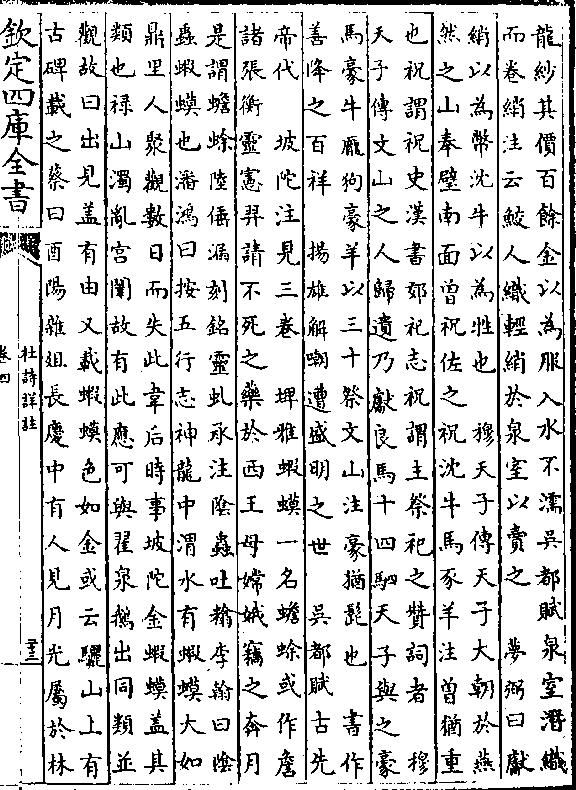 龍紗其價百餘金以為服入水不濡吳都賦泉室潛織
而卷綃注云鮫人織輕綃於泉室以賣之　夢弼曰獻
綃以為幣沈牛以為牲也　穆天子傳天子大朝於燕
然之山奉璧南面曾祝佐之祝沈牛馬豕羊注曾猶重
也祝謂祝史漢書郊祀志祝謂主祭祀之贊詞者　穆
天子傳文山之人歸遺乃獻良馬十四駟天子與之豪
馬豪牛厖狗豪羊以三十祭文山注豪猶髭也　書作
善降之百祥　揚雄解嘲遭盛明之世　吳都賦古先
帝代　坡陀注見三卷　埤雅蝦蟆一名蟾蜍或作詹
諸張衡靈憲羿請不死之藥於西王母嫦娥竊之奔月
是謂蟾蜍陸倕漏刻銘靈虬承注陰蟲吐輸李翰曰陰
蟲蝦蟆也潘鴻曰按五行志神龍中渭水有蝦蟆大如
鼎里人聚觀數日而失此韋后時事坡陀金蝦蟆蓋其
類也祿山濁亂宮闈故有此應可與翟泉鵝出同類並
觀故曰出見蓋有由又載蝦蟆色如金或云驪山上有
古碑載之蔡曰酉陽雜俎長慶中有人見月光屬於林
欽定四庫全書
杜詩詳註
卷四
三三